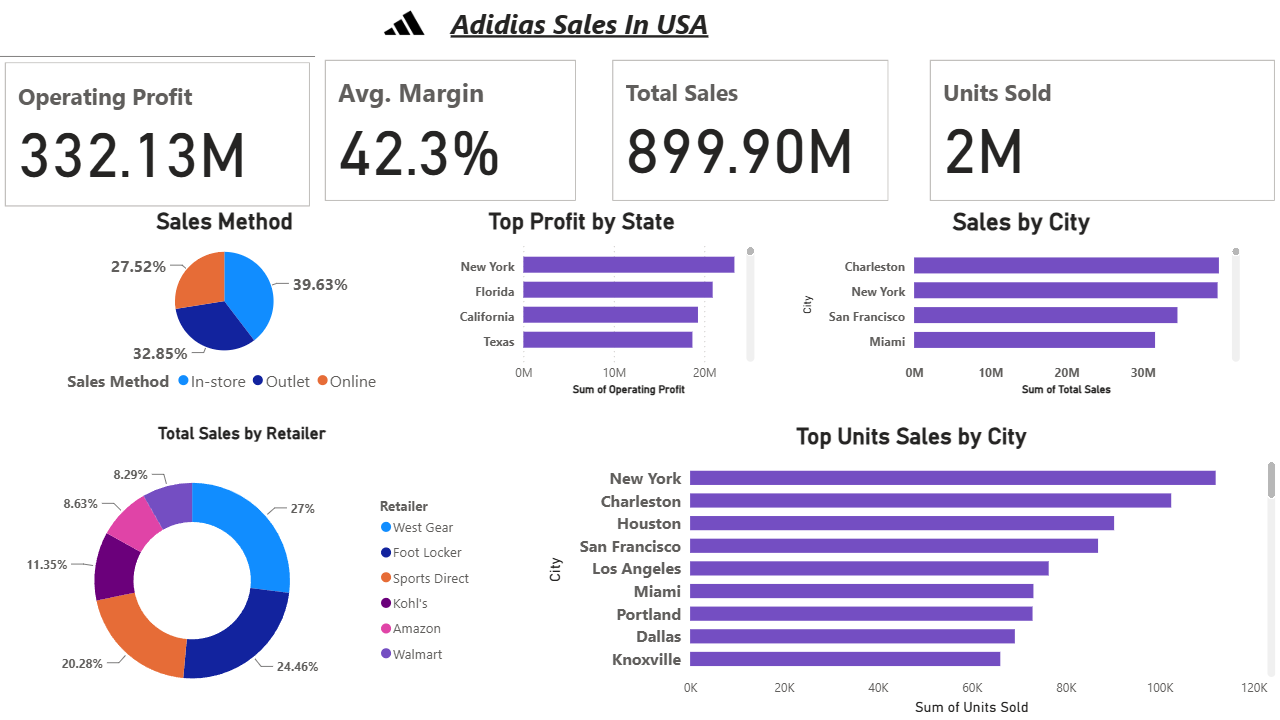 Adidias Sales In USA
Operating Profit
332.13M
Avg. Margin
42.3%
Total Sales
899.90M
Units Sold
2M
Sales Method
27.52%
39.63%
32.85%
Sales Method In-store Outlet Online
Top Profit by State
New York
Florida
California
Texas
0M 10M 20M
Sum of Operating Profit
Sales by City
City
Charleston
New York
San Francisco
Miami
0M 10M 20M 30M
Sum of Total Sales
Total Sales by Retailer
8.29%
8.63%
27%
11.35%
20.28%
24.46%
Retailer
West Gear
Foot Locker
Sports Direct
Kohl's
Amazon
Walmart
Top Units Sales by City
City
New York
Charleston
Houston
San Francisco
Los Angeles
Miami
Portland
Dallas
Knoxville
0K 20K 40K 60K 80K 100K 120K
Sum of Units Sold